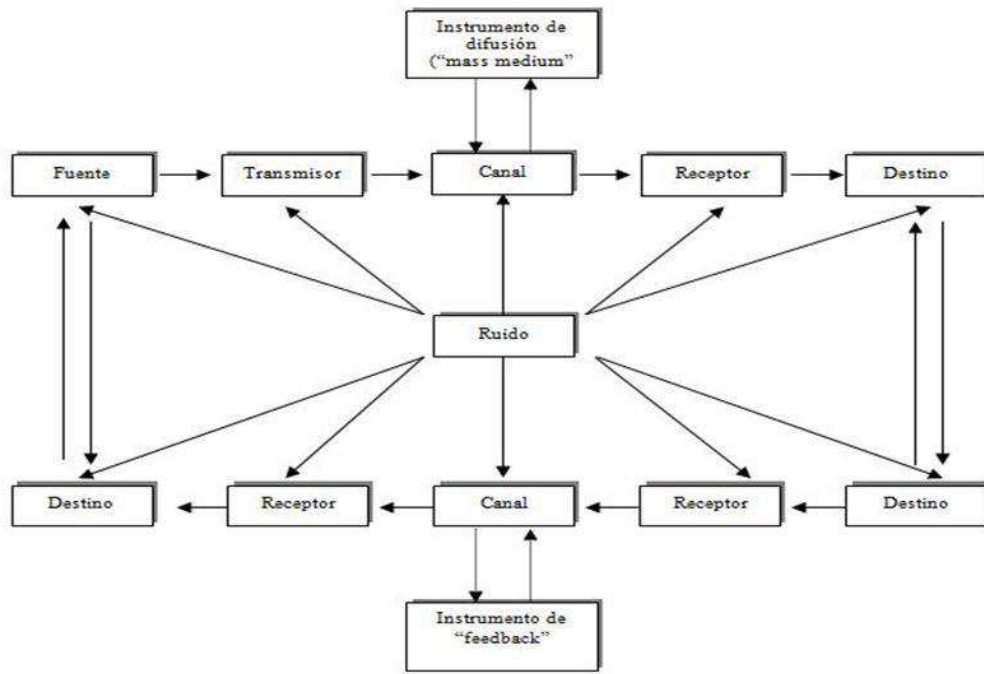 Instrumento de
difusión
(“mass medium”
Fuente
Transmisor
Canal
Receptor
Destino
Ruido
Destino
Receptor
Canal
Receptor
Destino
Instrumento de
“feedback”